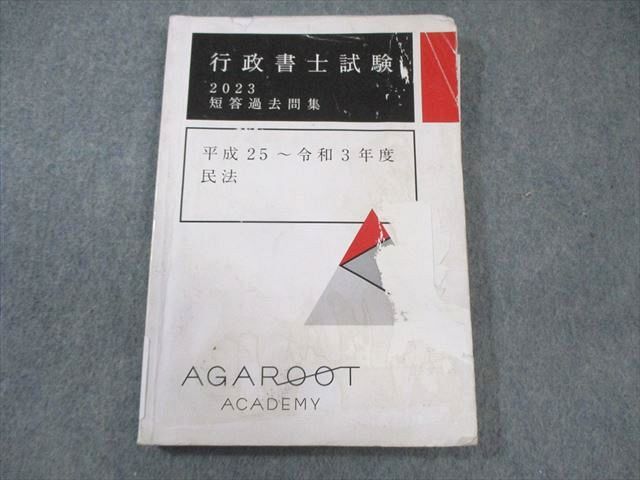 行政書士試験
2023
短答過去問集
平成25～令和3年度
民法
AGAROOT
ACADEMY